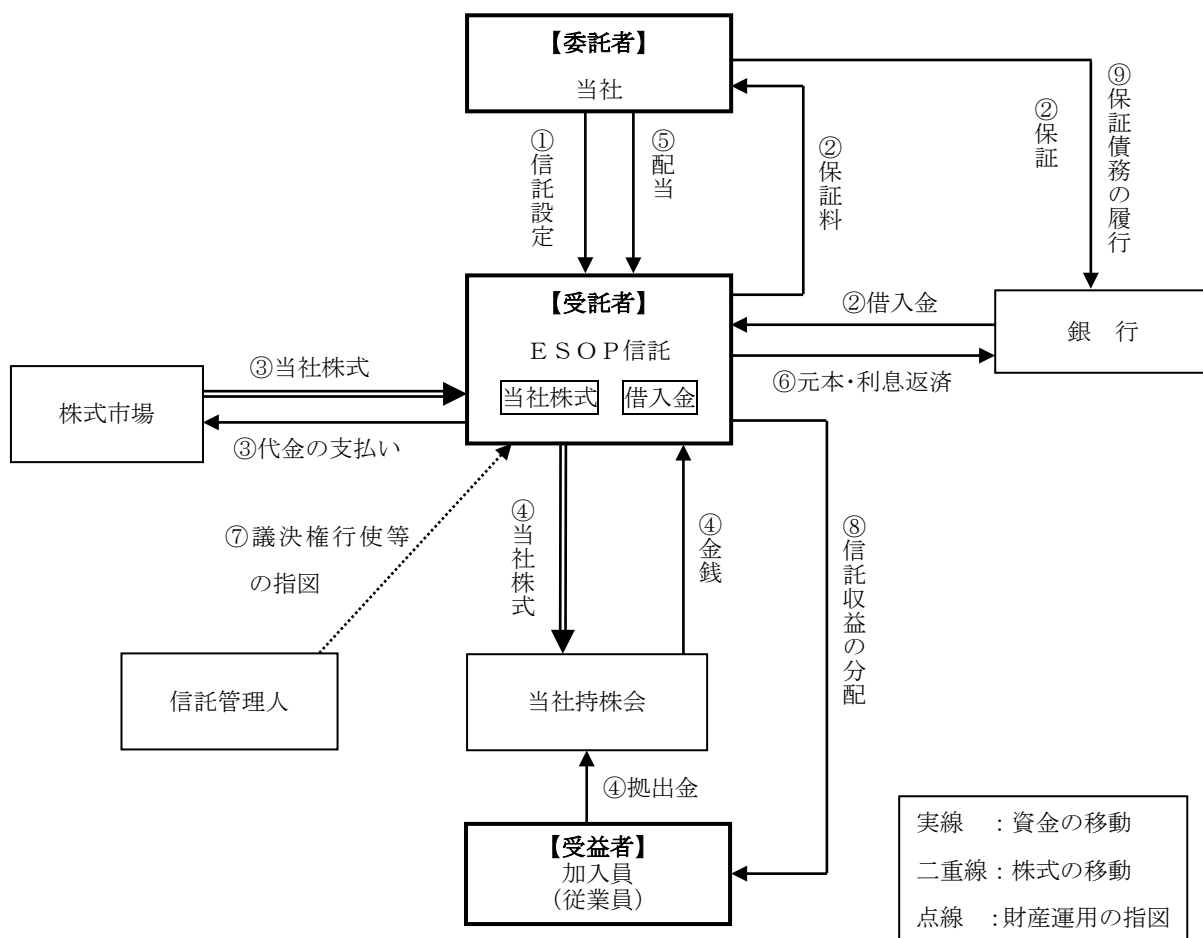 【委託者】
当社
①信託設定
⑤配当
②保証料
②保証
⑨保証債務の履行
【受託者】
ESOP信託
当社株式
借入金
②借入金
⑥元本・利息返済
銀 行
株式市場
③当社株式
③代金の支払い
⑦議決権行使等
の指図
信託管理人
④当社株式
④金銭
⑧信託収益の分配
当社持株会
④拠出金
【受益者】
加入員
(従業員)
実線 :資金の移動
二重線:株式の移動
点線 :財産運用の指図